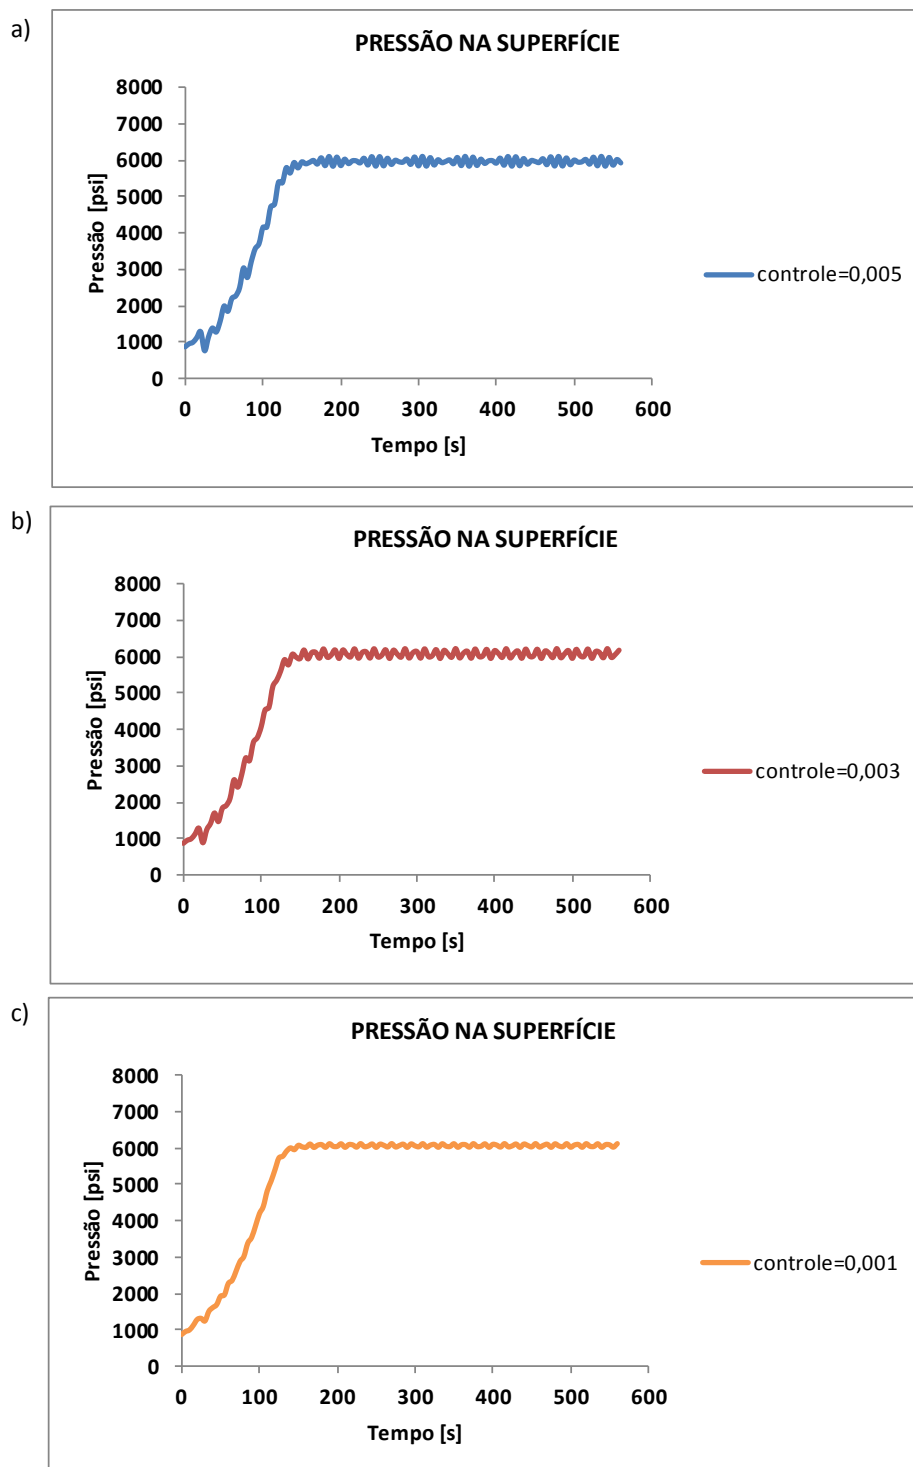 a)
PRESSÃO NA SUPERFÍCIE
8000
7000
6000
5000
4000
3000
2000
1000
0
Pressão [psi]
0 100 200 300 400 500 600
Tempo [s]
controle=0,005
b)
PRESSÃO NA SUPERFÍCIE
8000
7000
6000
5000
4000
3000
2000
1000
0
Pressão [psi]
0 100 200 300 400 500 600
Tempo [s]
controle=0,003
c)
PRESSÃO NA SUPERFÍCIE
8000
7000
6000
5000
4000
3000
2000
1000
0
Pressão [psi]
0 100 200 300 400 500 600
Tempo [s]
controle=0,001